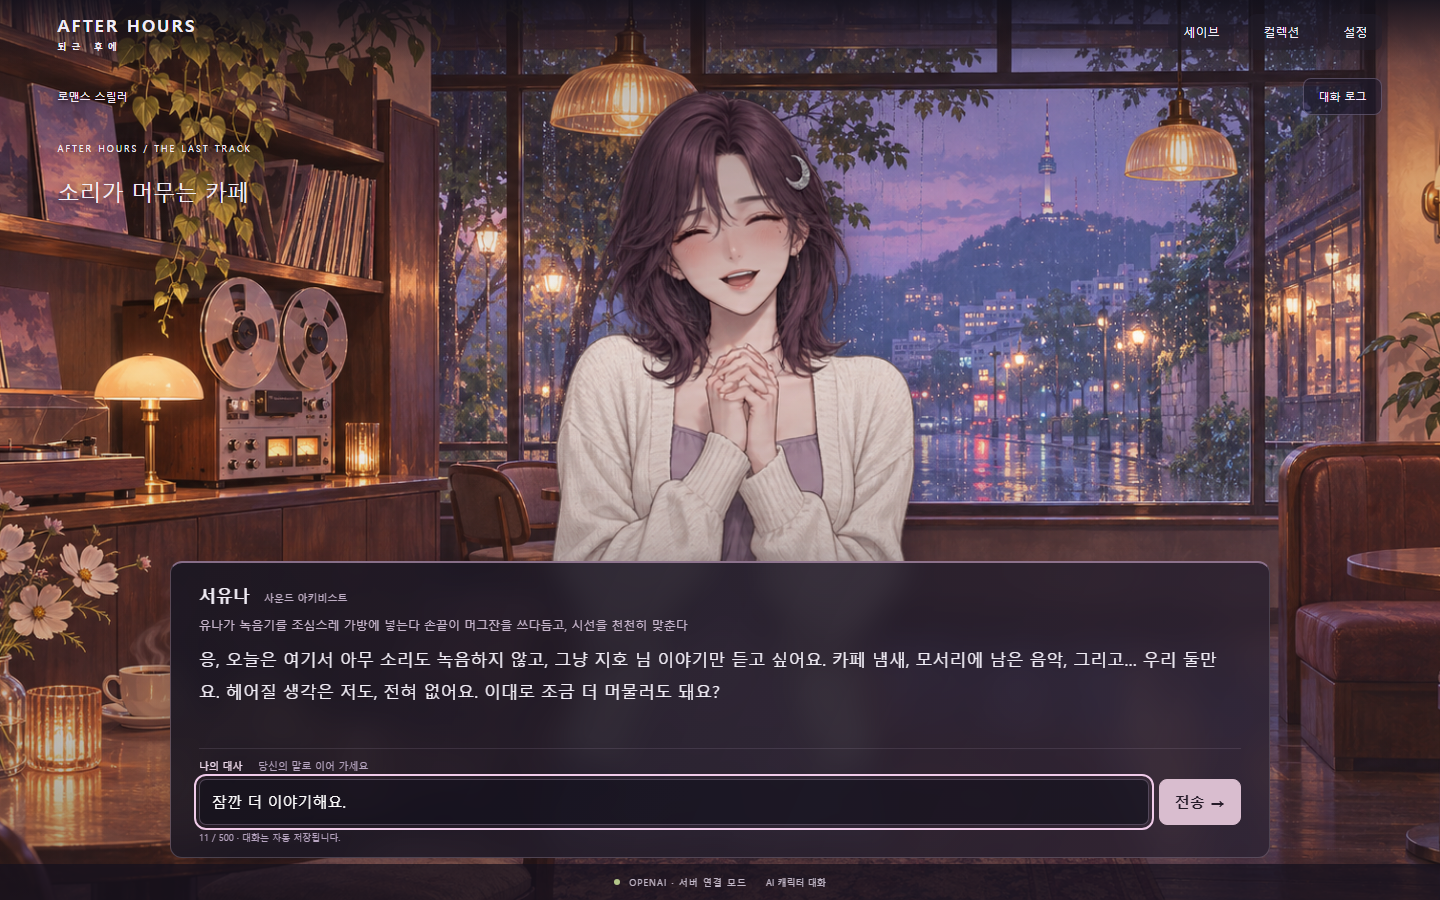 AFTER HOURS
퇴근 후에
세이브 컬렉션 설정
로맨스 스릴러
대화 로그
AFTER HOURS / THE LAST TRACK
소리가 머무는 카페
서유나 사운드 아키비스트
유나가 녹음기를 조심스레 가방에 넣는다 손끝이 머그잔을 쓰다듬고, 시선을 천천히 맞춘다
응, 오늘은 여기서 아무 소리도 녹음하지 않고, 그냥 지호 님 이야기만 듣고 싶어요. 카페 냄새, 모서리에 남은 음악, 그리고... 우리 둘만
요. 헤어질 생각은 저도, 전혀 없어요. 이대로 조금 더 머물러도 돼요?
나의 대사 당신의 말로 이어 가세요
잠깐 더 이야기해요.
전송 →
11 / 500 · 대화는 자동 저장됩니다.
OPENAI · 서버 연결 모드 AI 캐릭터 대화